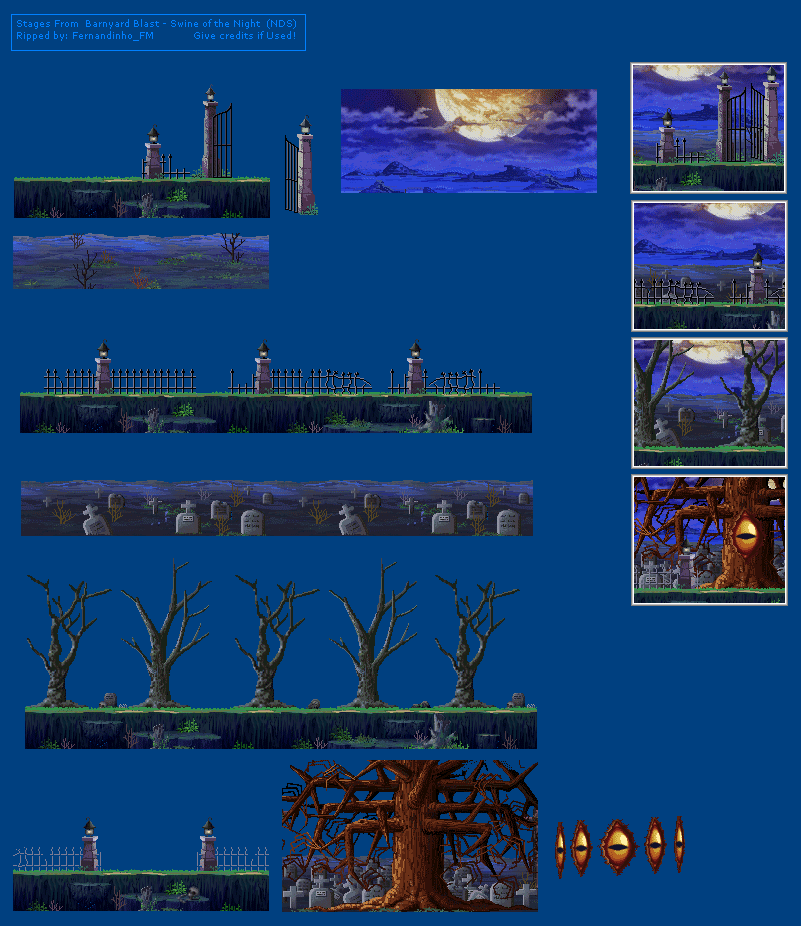 Stages From Barnyard Blast - Swine of the Night (NDS)
Ripped by: Fernandinho_FM Give credits if Used!